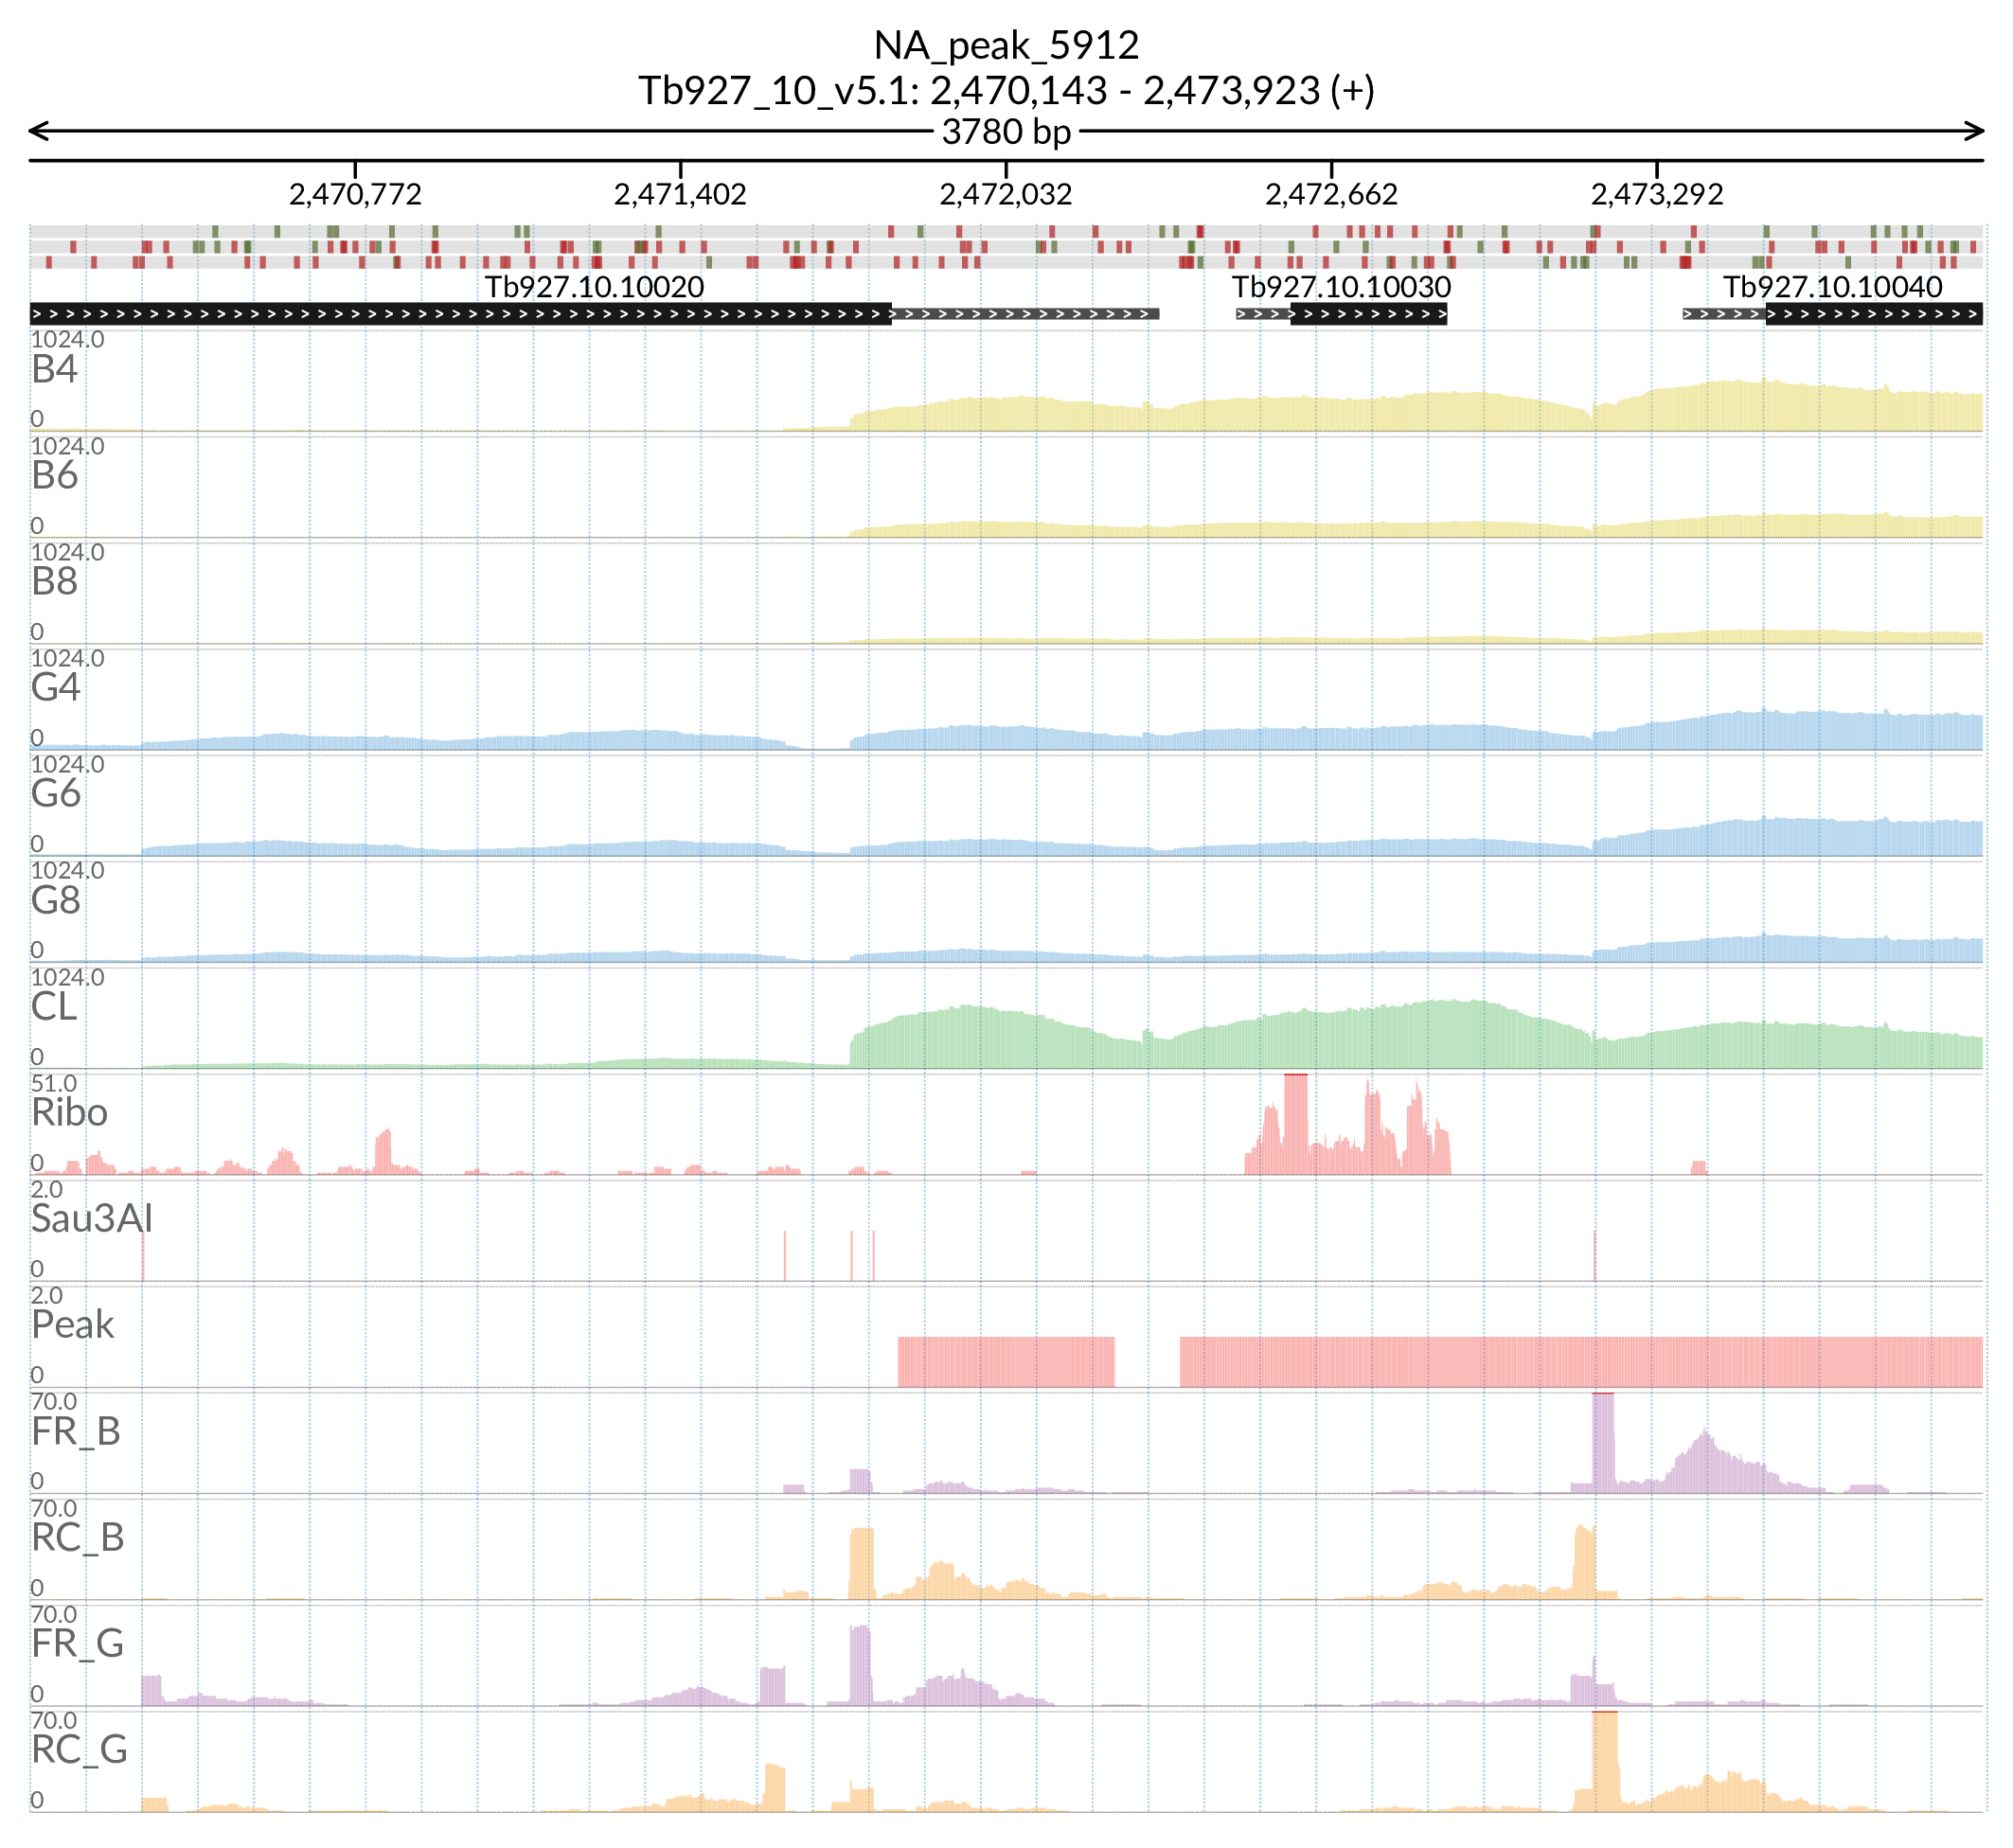 NA_peak_5912
Tb927_10_v5.1: 2,470,143 - 2,473,923 (+)
3780 bp
2,470,772 2,471,402 2,472,032 2,472,662 2,473,292
Tb927.10.10020 Tb927.10.10030 Tb927.10.10040
1024.0
B4
0
1024.0
B6
0
1024.0
B8
0
1024.0
G4
0
1024.0
G6
0
1024.0
G8
0
1024.0
CL
0
51.0
Ribo
0
2.0
Sau3AI
0
2.0
Peak
0
70.0
FR_B
0
70.0
RC_B
0
70.0
FR_G
0
70.0
RC_G
0